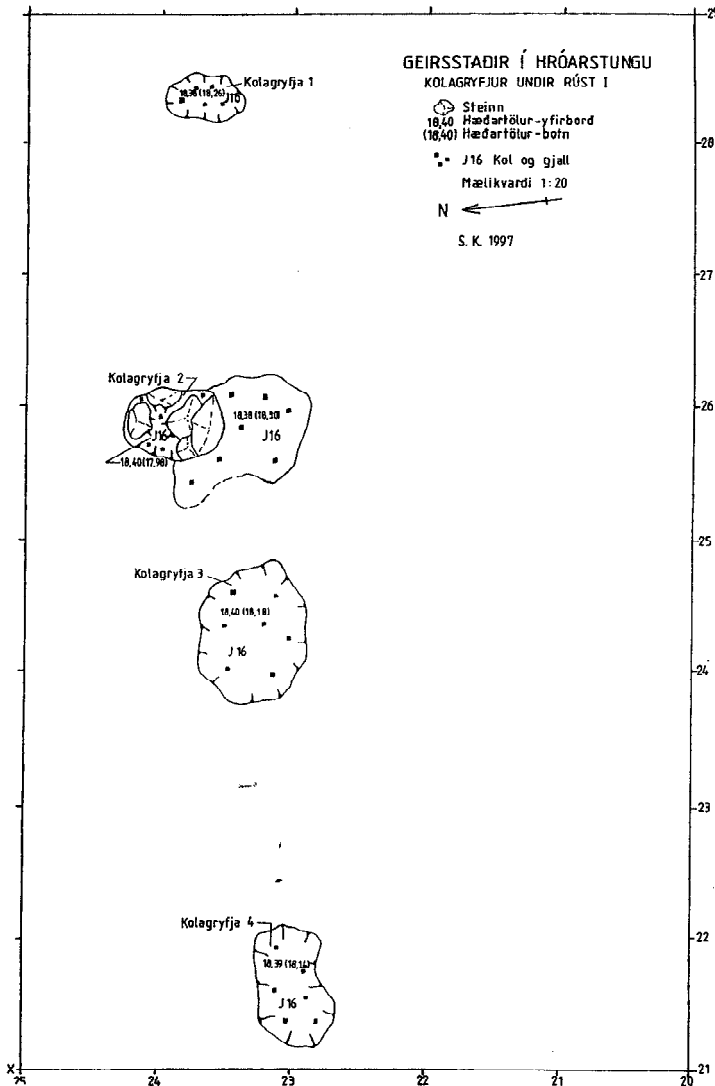 GEIRSSTAÐIR Í HRÓARSTUNGU
KOLAGRYFJUR UNDIR RÚST I
Steinn
18,40 Hæðartölur-yfirborð
(18,40) Hæðartölur-botn
J16 Kol og gjall
Mælikvarði 1:20
N
S. K. 1997
Kolagryfja 1
18,38 (18,26)
J16
28
27
Kolagryfja 2
26
18,38 (18,30)
J16
J16
18,40 (17,98)
25
Kolagryfja 3
18,40 (18,18)
J16
24
23
Kolagryfja 4
22
18,39 (18,14)
J16
X
21
25
24
23
22
21
20